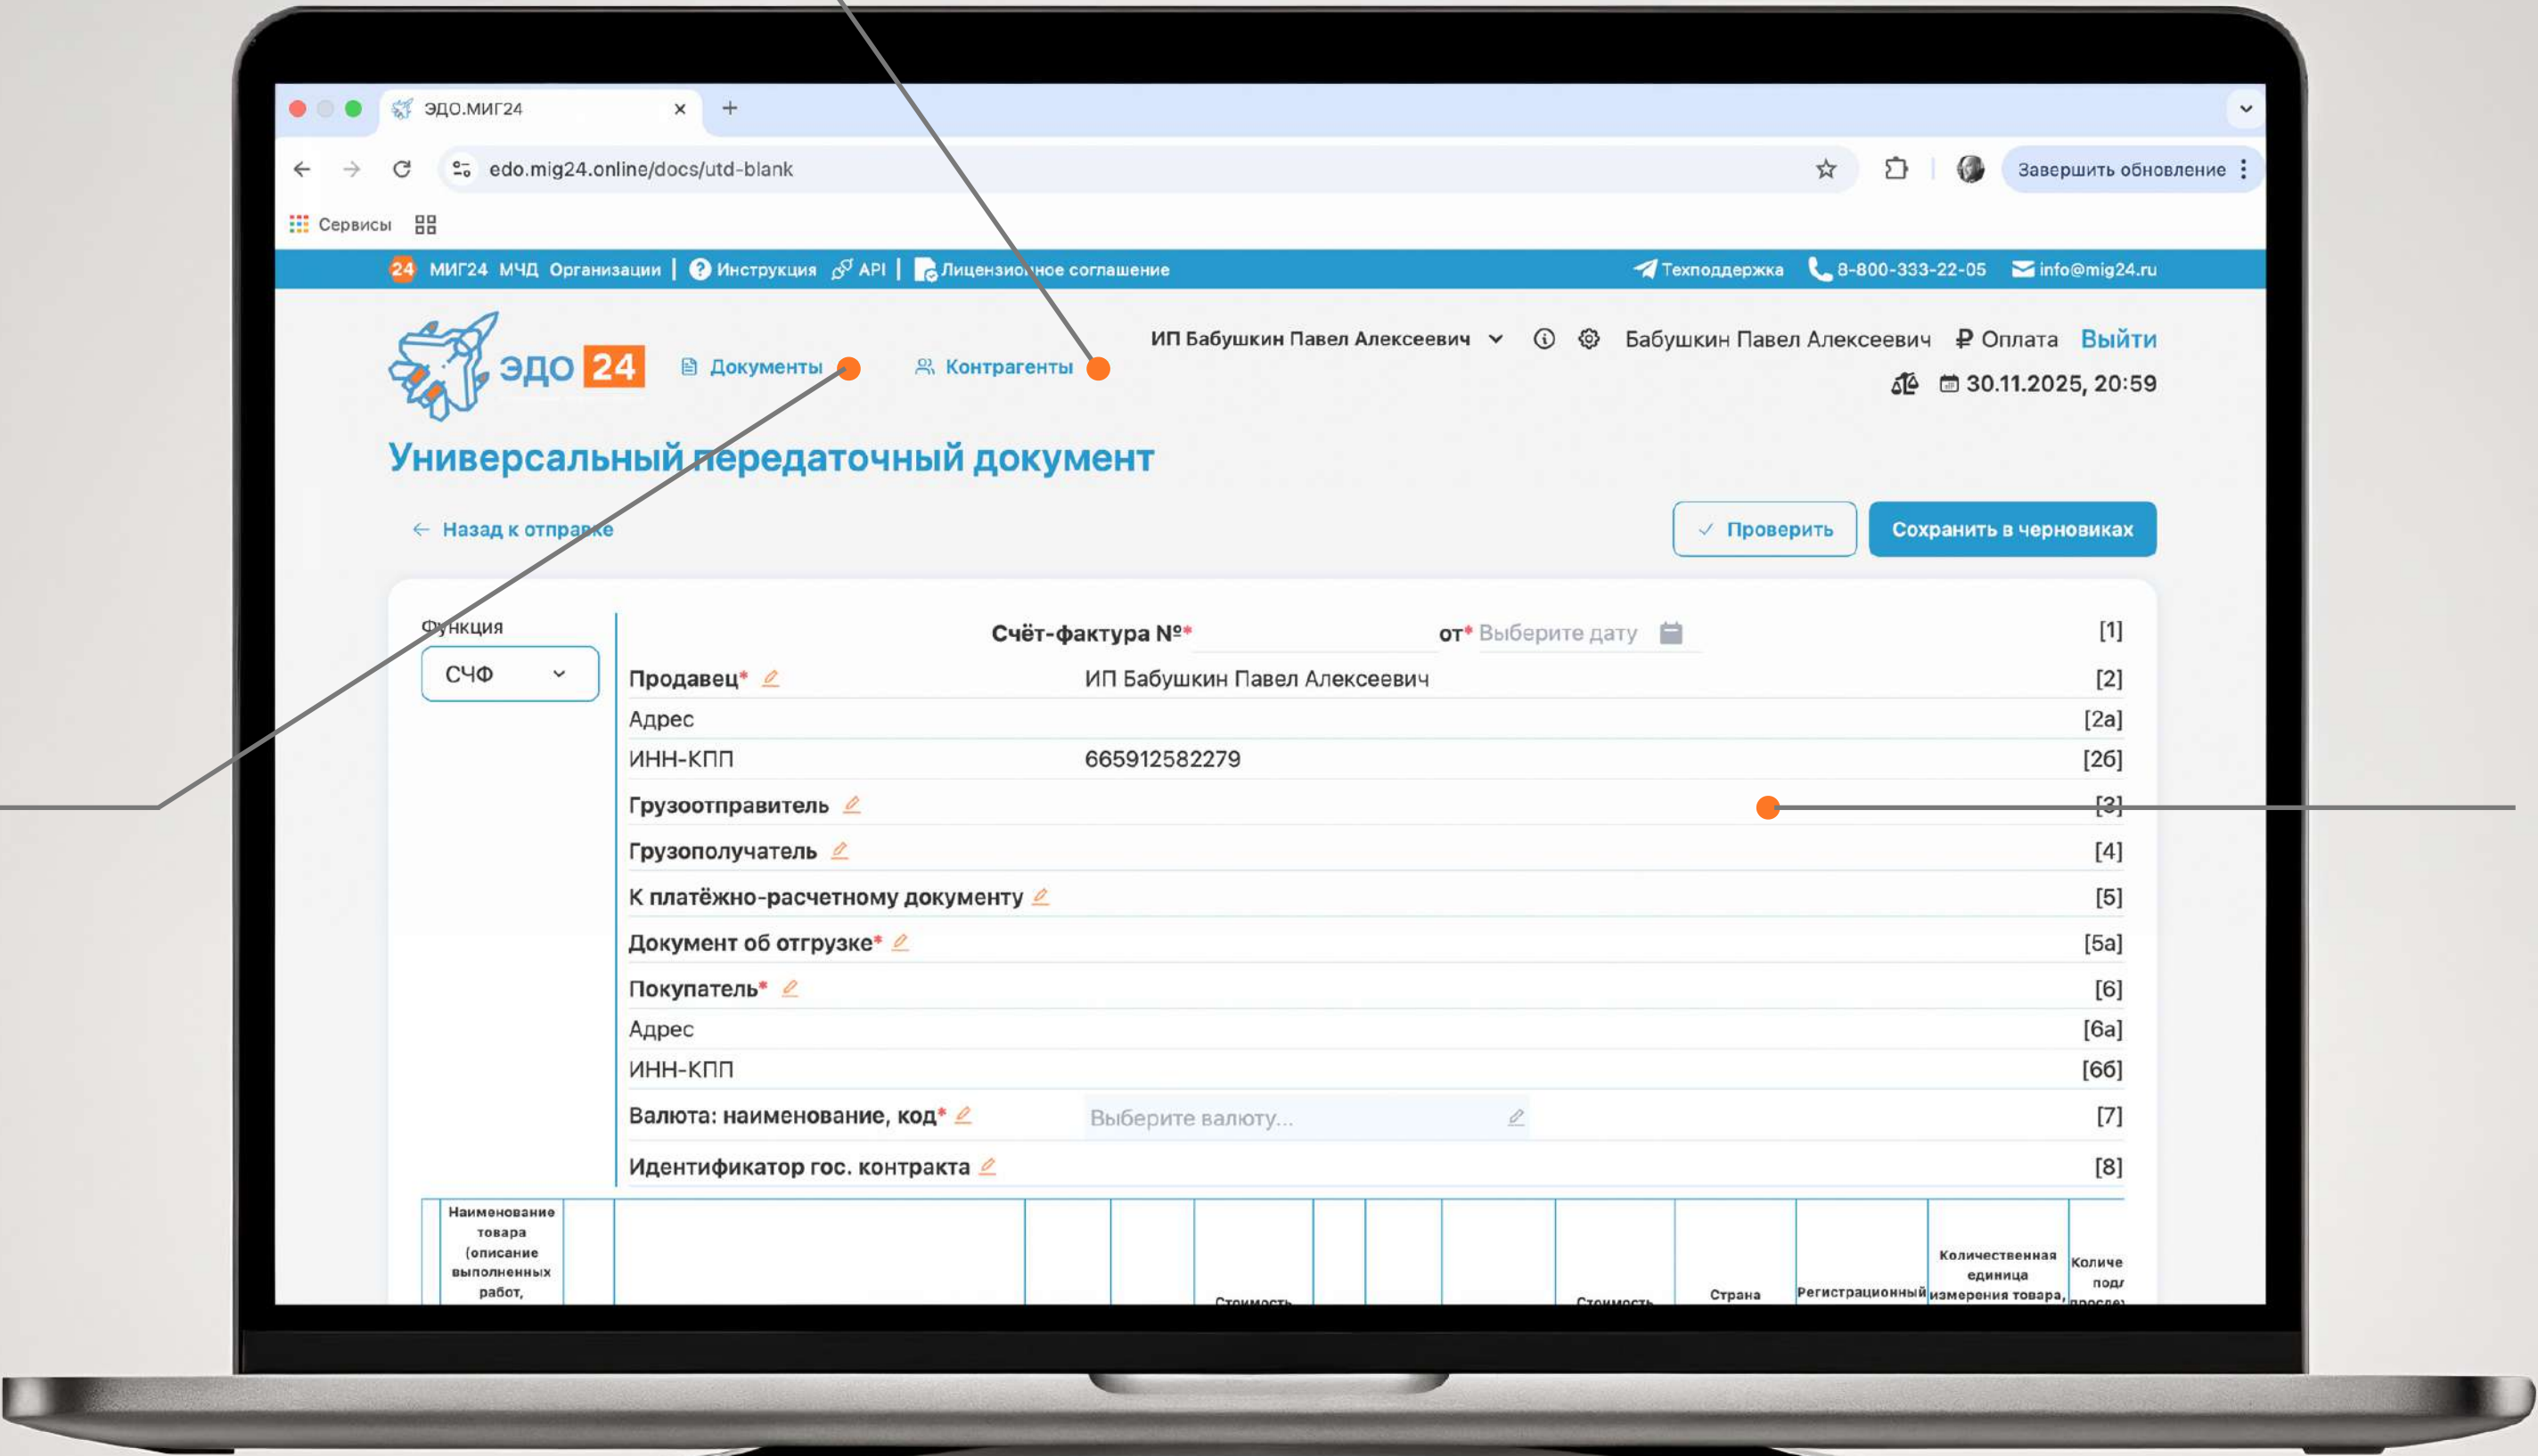 ЭДО.МИГ24
edo.mig24.online/docs/utd-blank
Завершить обновление
Сервисы
24 МИГ24 МЧД Организации | Инструкция API | Лицензионное соглашение Техподдержка 8-800-333-22-05 info@mig24.ru
ИП Бабушкин Павел Алексеевич Бабушкин Павел Алексеевич ₽ Оплата Выйти
ЭДО 24 Документы Контрагенты
30.11.2025, 20:59
Универсальный передаточный документ
← Назад к отправке
Проверить Сохранить в черновиках
Функция
СЧФ
Счёт-фактура №* от* Выберите дату [1]
Продавец* ИП Бабушкин Павел Алексеевич [2]
Адрес [2а]
ИНН-КПП 665912582279 [2б]
Грузоотправитель [3]
Грузополучатель [4]
К платёжно-расчетному документу [5]
Документ об отгрузке* [5а]
Покупатель* [6]
Адрес [6а]
ИНН-КПП [6б]
Валюта: наименование, код* Выберите валюту... [7]
Идентификатор гос. контракта [8]
Наименование
товара
(описание
выполненных
работ,
Стоимость
Стоимость
Страна
Регистрационный
Количественная
единица
измерения товара,
Количе
подл